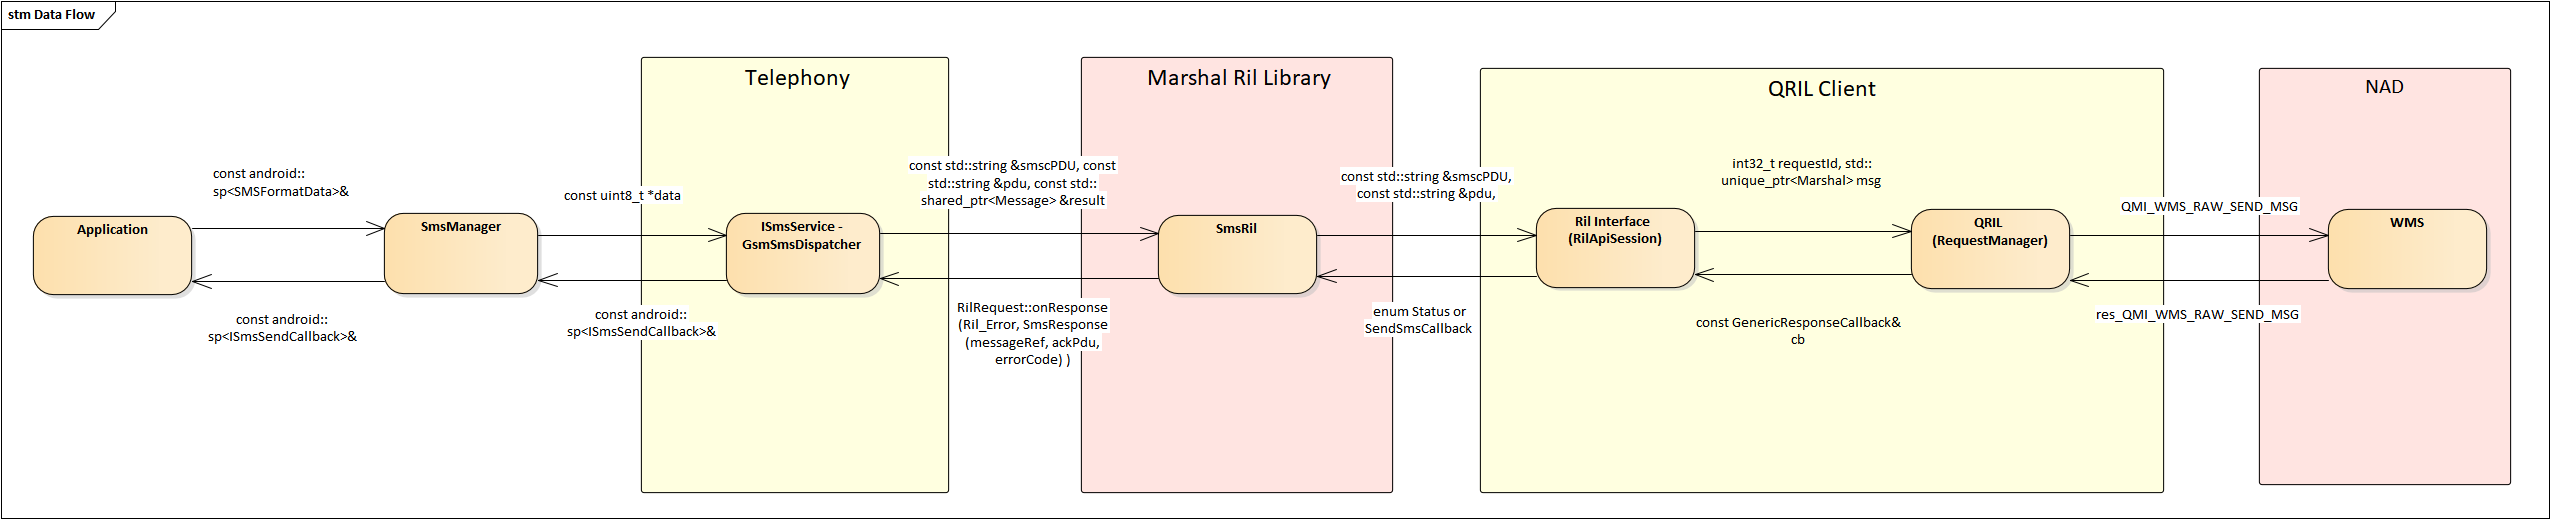 stm Data Flow
Telephony
Marshal Ril Library
QRIL Client
NAD
const android::
sp<SMSFormatData>&
const uint8_t *data
const std::string &smscPDU, const
std::string &pdu, const std::
shared_ptr<Message> &result
const std::string &smscPDU,
const std::string &pdu,
int32_t requestId, std::
unique_ptr<Marshal> msg
QMI_WMS_RAW_SEND_MSG
Application
SmsManager
ISmsService -
GsmSmsDispatcher
SmsRil
Ril Interface
(RilApiSession)
QRIL
(RequestManager)
WMS
const android::
sp<ISmsSendCallback>&
const android::
sp<ISmsSendCallback>&
RilRequest::onResponse
(Ril_Error, SmsResponse
(messageRef, ackPdu,
errorCode) )
enum Status or
SendSmsCallback
const GenericResponseCallback&
cb
res_QMI_WMS_RAW_SEND_MSG